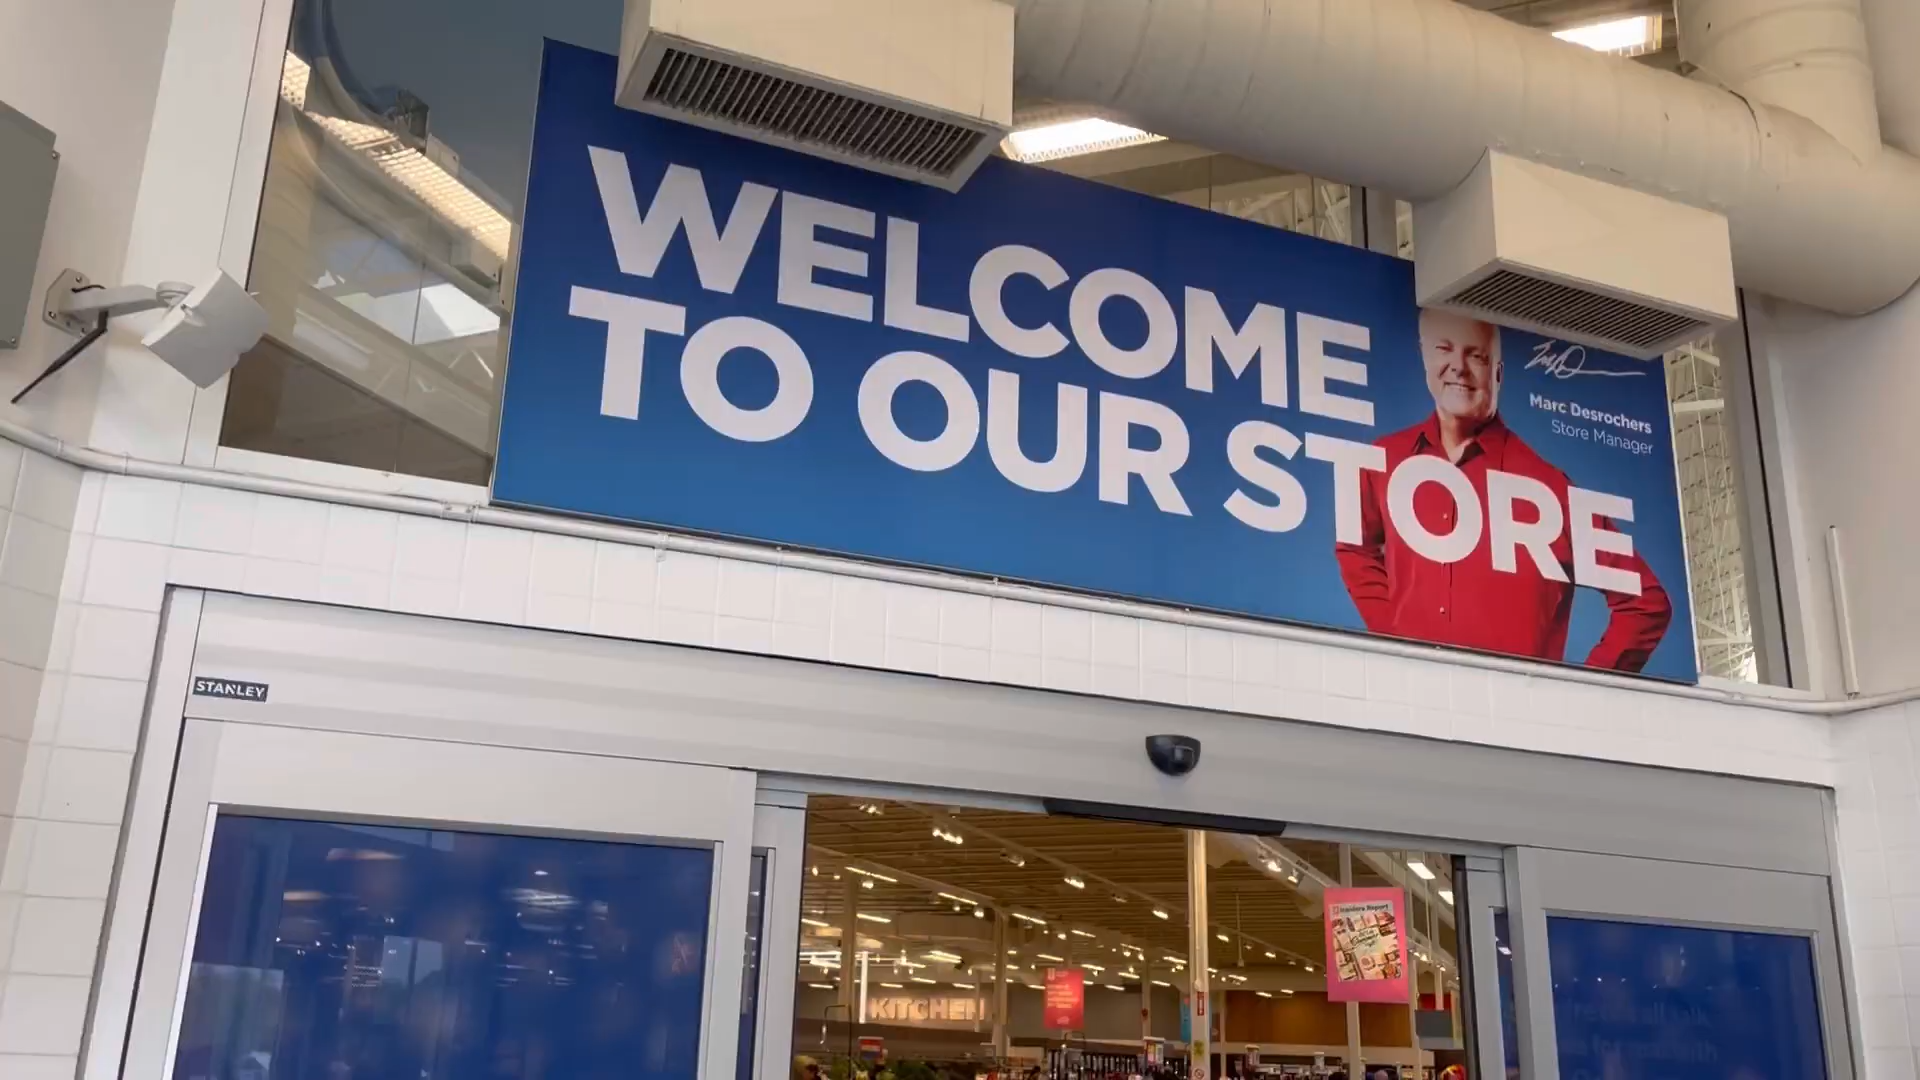 WELCOME
TO OUR STORE
Marc Desrochers
Store Manager
STANLEY
Insiders Report
KITCHEN